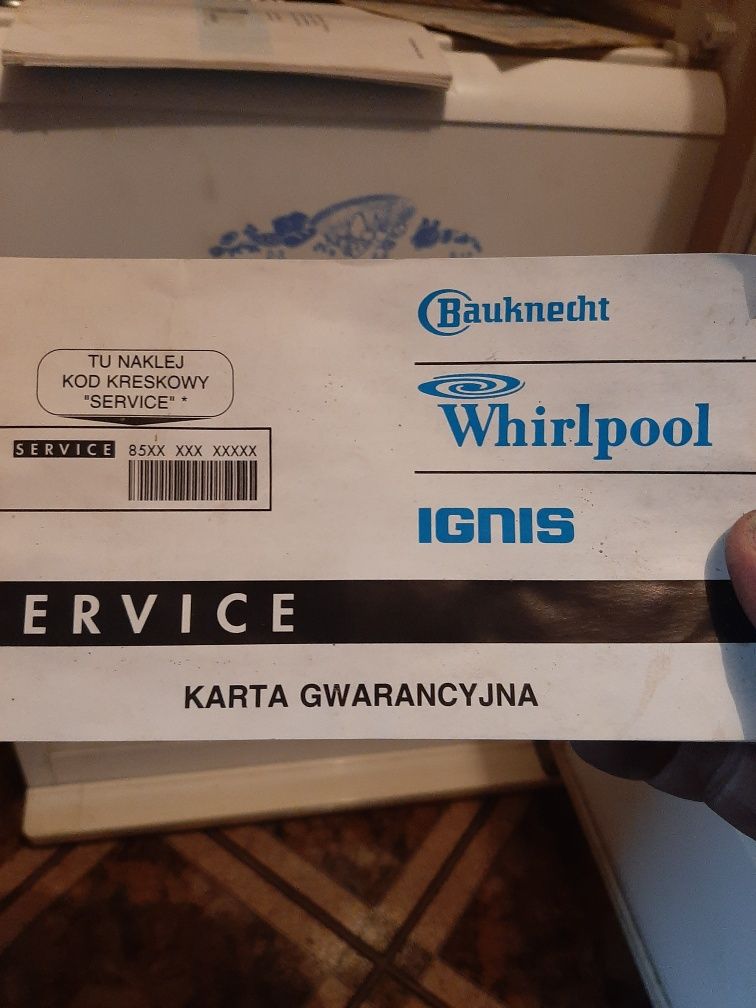 TU NAKLEJ
KOD KRESKOWY
"SERVICE" *
SERVICE 85XX XXX XXXXX
Bauknecht
Whirlpool
IGNIS
ERVICE
KARTA GWARANCYJNA